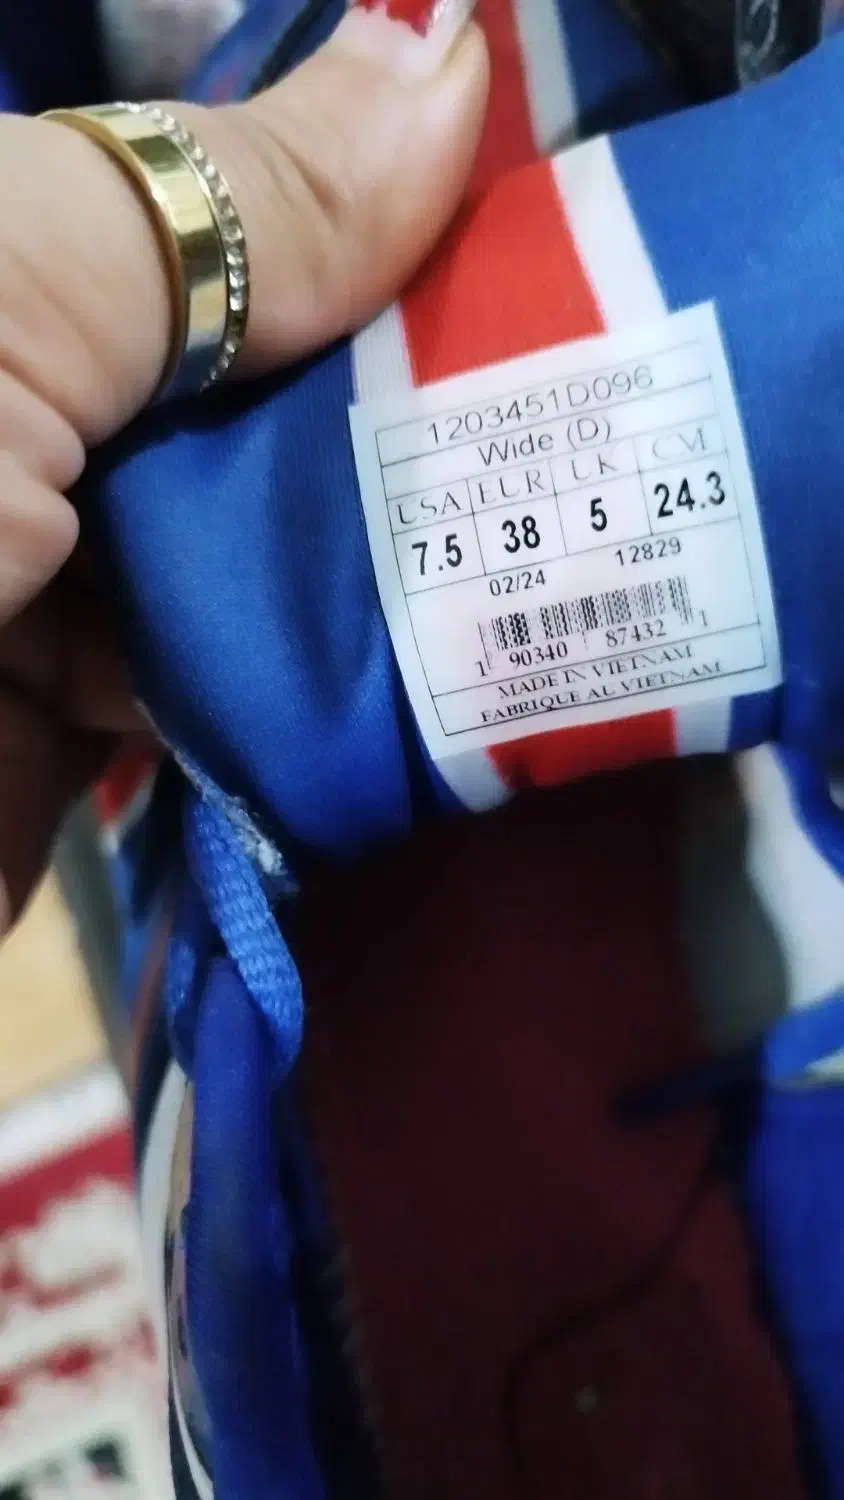 1203451D096
Wide (D)
USA EUR UK CM
7.5 38 5 24.3
02/24 12829
1 90340 87432 1
MADE IN VIETNAM
FABRIQUE AU VIETNAM